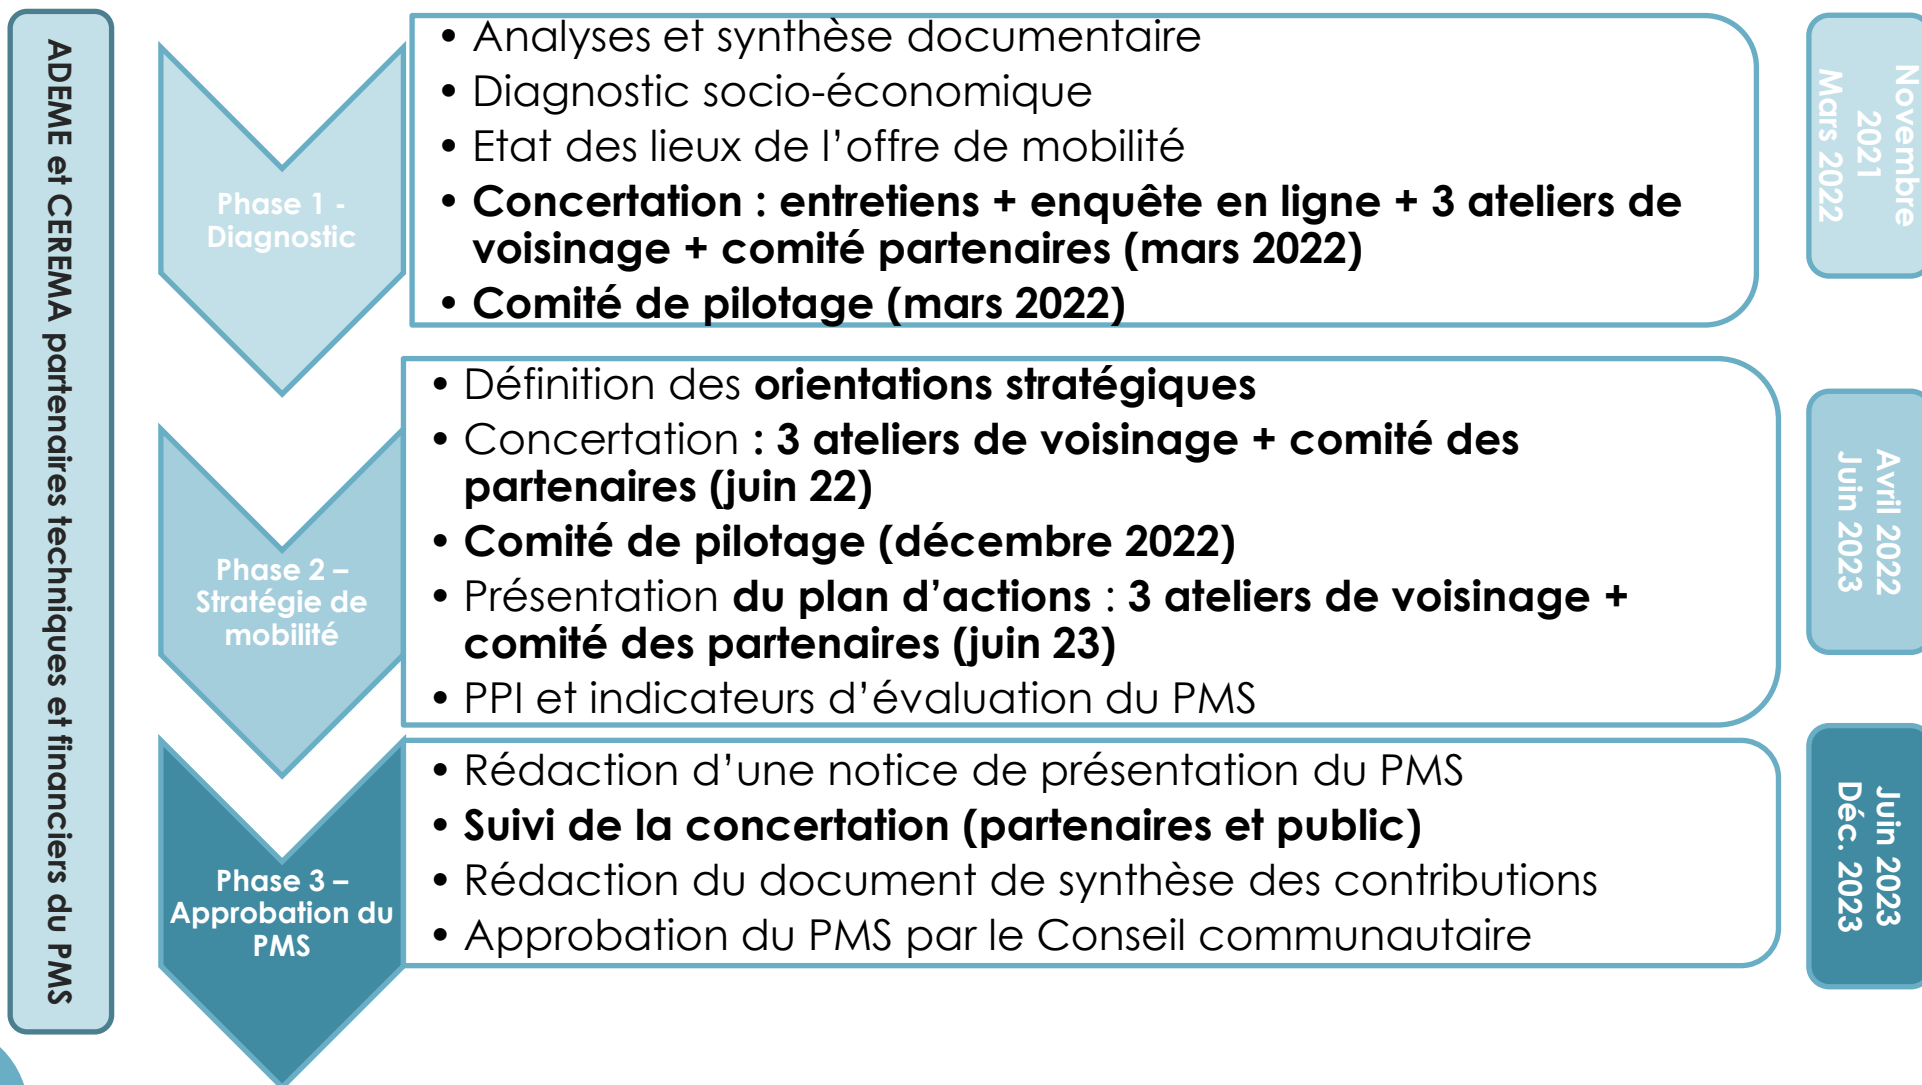 ADEME et CEREMA partenaires techniques et financiers du PMS
Phase 1 -
Diagnostic
• Analyses et synthèse documentaire
• Diagnostic socio-économique
• Etat des lieux de l’offre de mobilité
• Concertation : entretiens + enquête en ligne + 3 ateliers de
voisinage + comité partenaires (mars 2022)
• Comité de pilotage (mars 2022)
Novembre
2021
Mars 2022
Phase 2 –
Stratégie de
mobilité
• Définition des orientations stratégiques
• Concertation : 3 ateliers de voisinage + comité des
partenaires (juin 22)
• Comité de pilotage (décembre 2022)
• Présentation du plan d’actions : 3 ateliers de voisinage +
comité des partenaires (juin 23)
• PPI et indicateurs d’évaluation du PMS
Avril 2022
Juin 2023
Phase 3 –
Approbation du
PMS
• Rédaction d’une notice de présentation du PMS
• Suivi de la concertation (partenaires et public)
• Rédaction du document de synthèse des contributions
• Approbation du PMS par le Conseil communautaire
Juin 2023
Déc. 2023